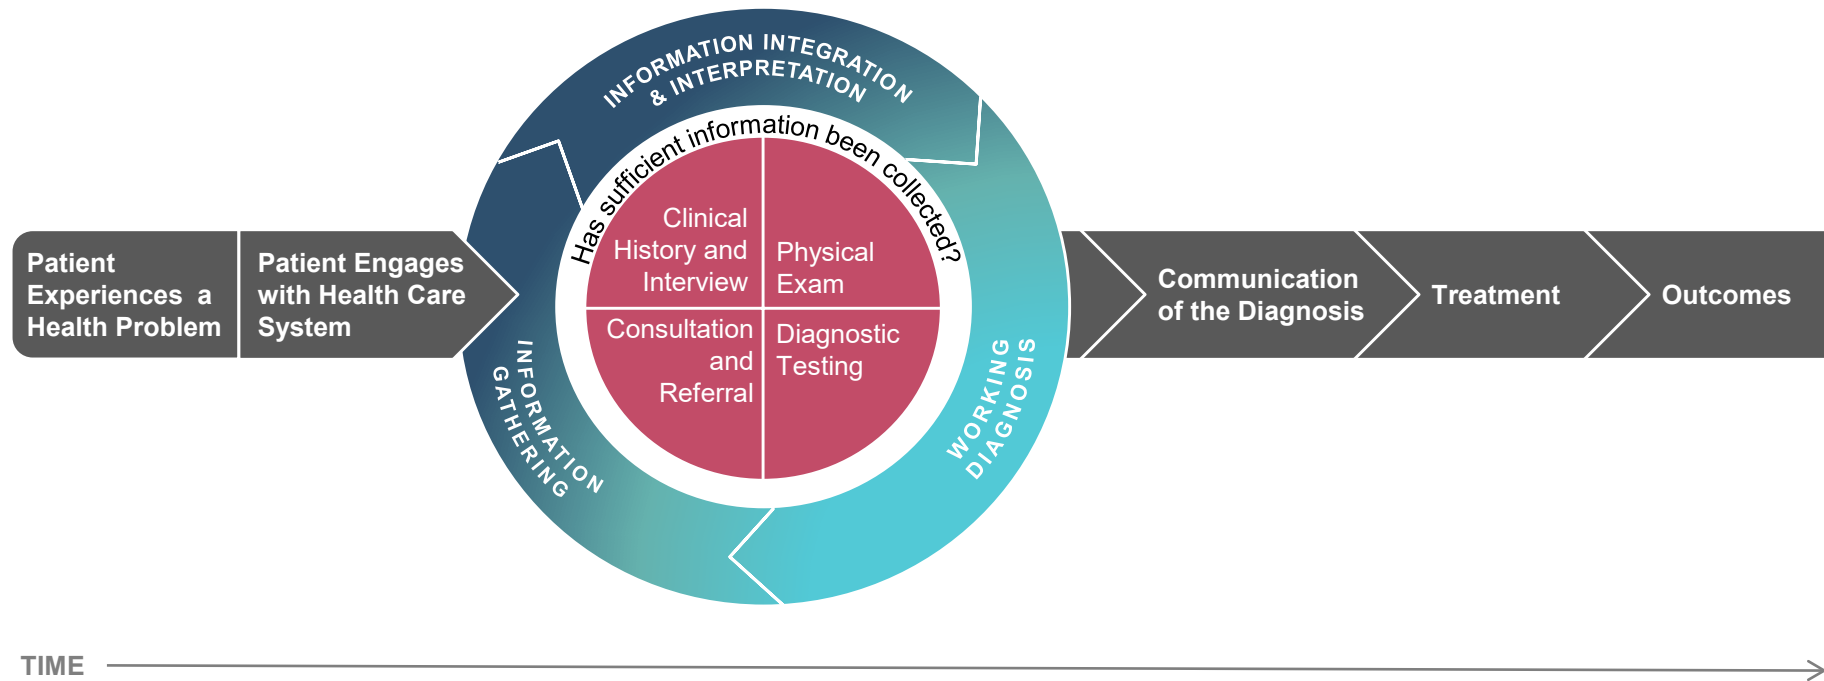 INFORMATION INTEGRATION
& INTERPRETATION
Has sufficient information been collected?
Clinical
History and
Interview
Physical
Exam
Consultation
and
Referral
Diagnostic
Testing
Patient
Experiences a
Health Problem
Patient Engages
with Health Care
System
INFORMATION
GATHERING
WORKING
DIAGNOSIS
Communication
of the Diagnosis
Treatment
Outcomes
TIME